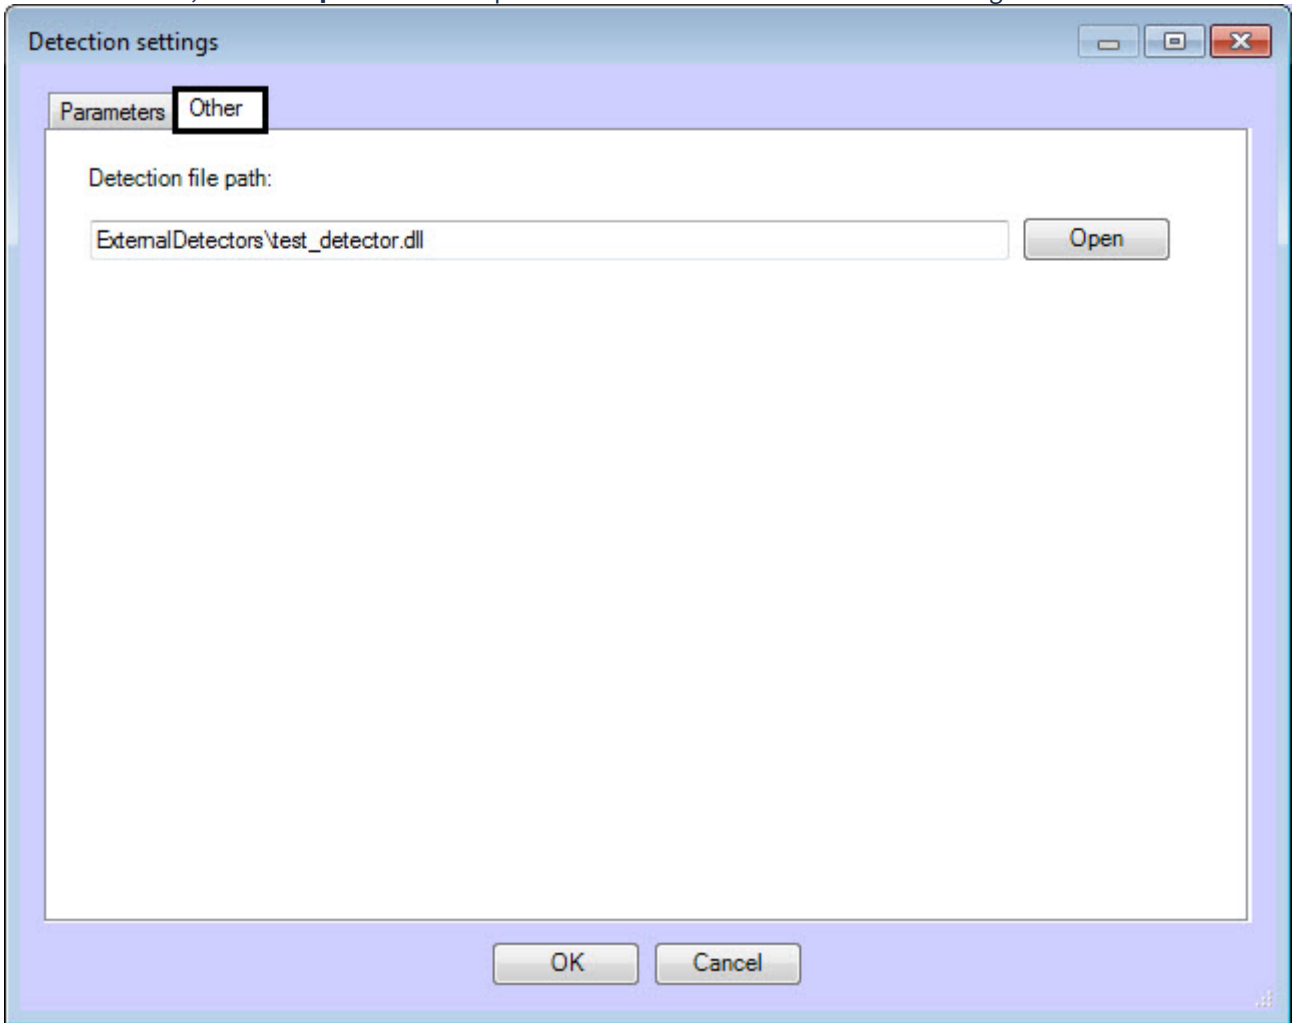 Detection settings
Parameters Other
Detection file path:
ExternalDetectors\test_detector.dll Open
OK Cancel